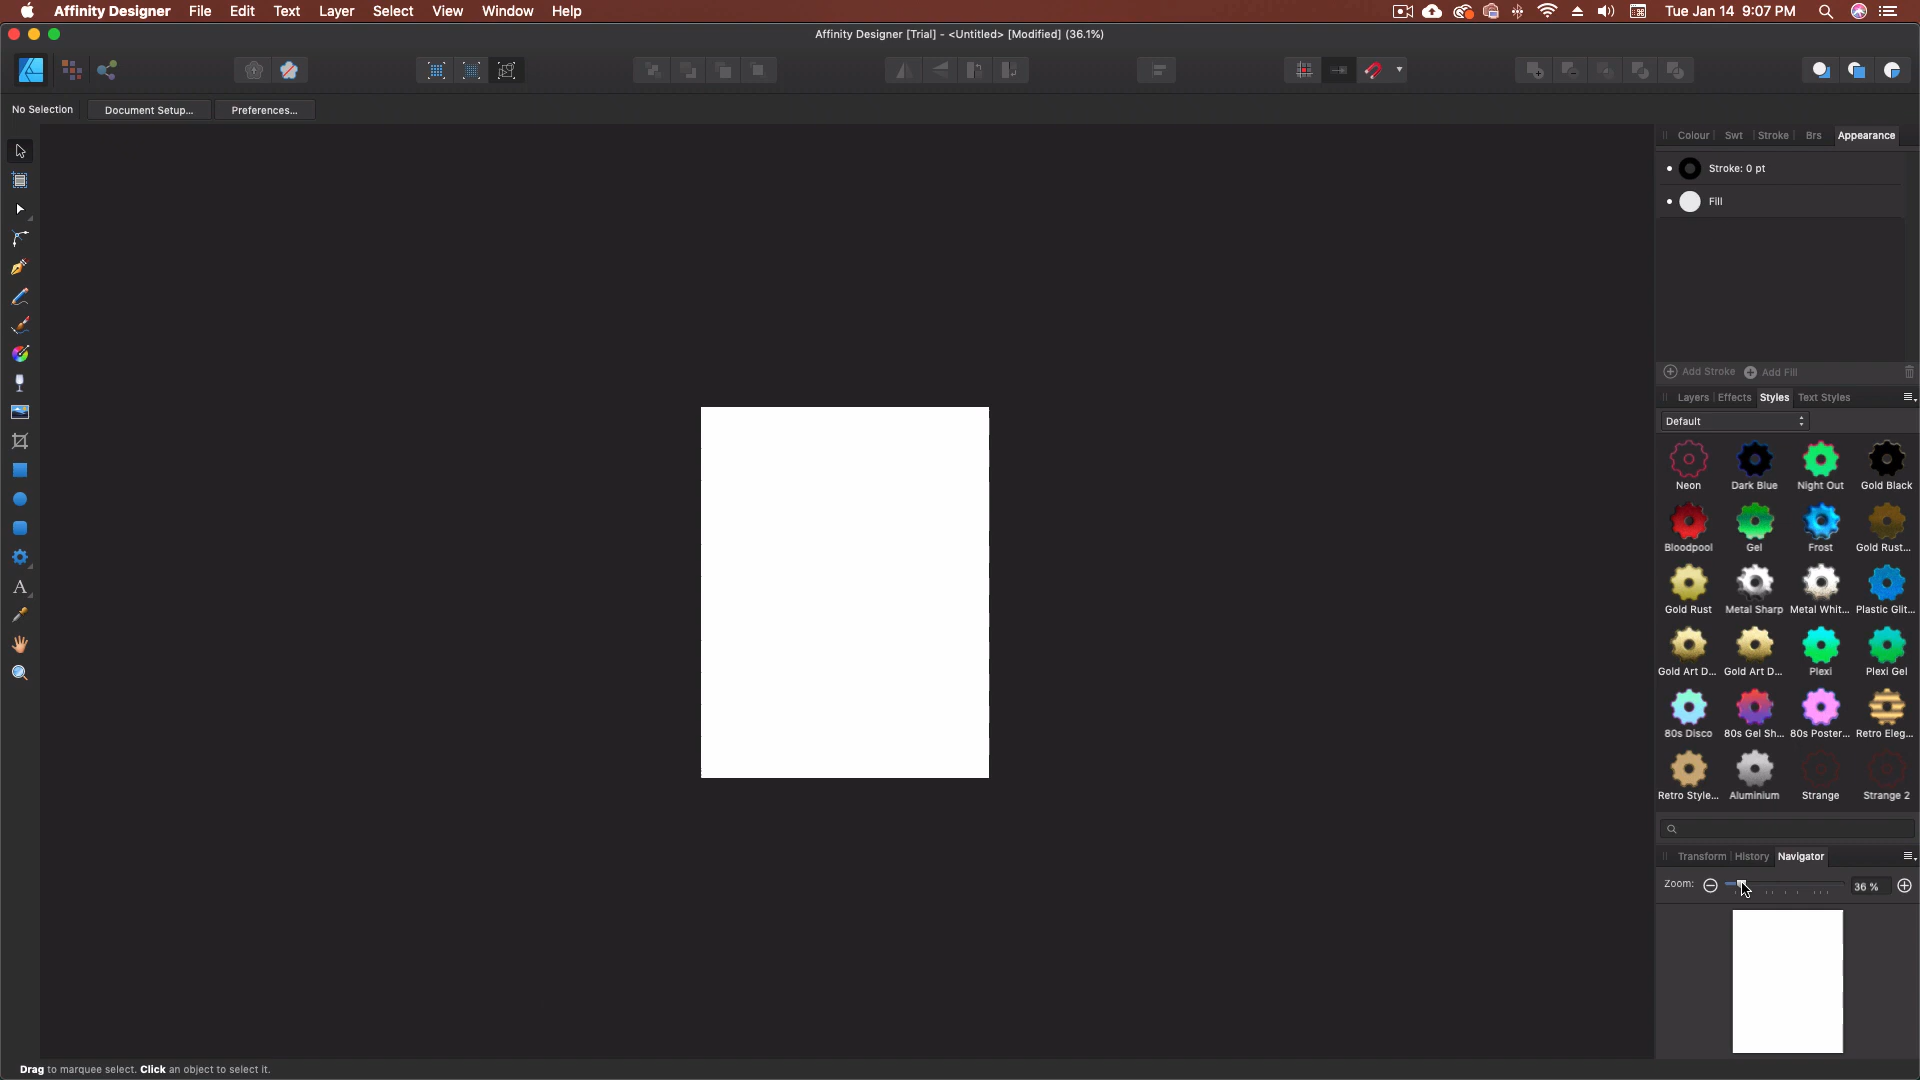 Affinity Designer File Edit Text Layer Select View Window Help Tue Jan 14 9:07 PM
Affinity Designer [Trial] - <Untitled> [Modified] (36.1%)
No Selection Document Setup... Preferences...
Colour Swt Stroke Brs Appearance
Stroke: 0 pt
Fill
Add Stroke Add Fill
Layers Effects Styles Text Styles
Default
Neon Dark Blue Night Out Gold Black
Bloodpool Gel Frost Gold Rust...
Gold Rust Metal Sharp Metal Whit... Plastic Glit...
Gold Art D... Gold Art D... Plexi Plexi Gel
80s Disco 80s Gel Sh... 80s Poster... Retro Eleg...
Retro Style... Aluminium Strange Strange 2
Transform History Navigator
Zoom: 36 %
Drag to marquee select. Click an object to select it.